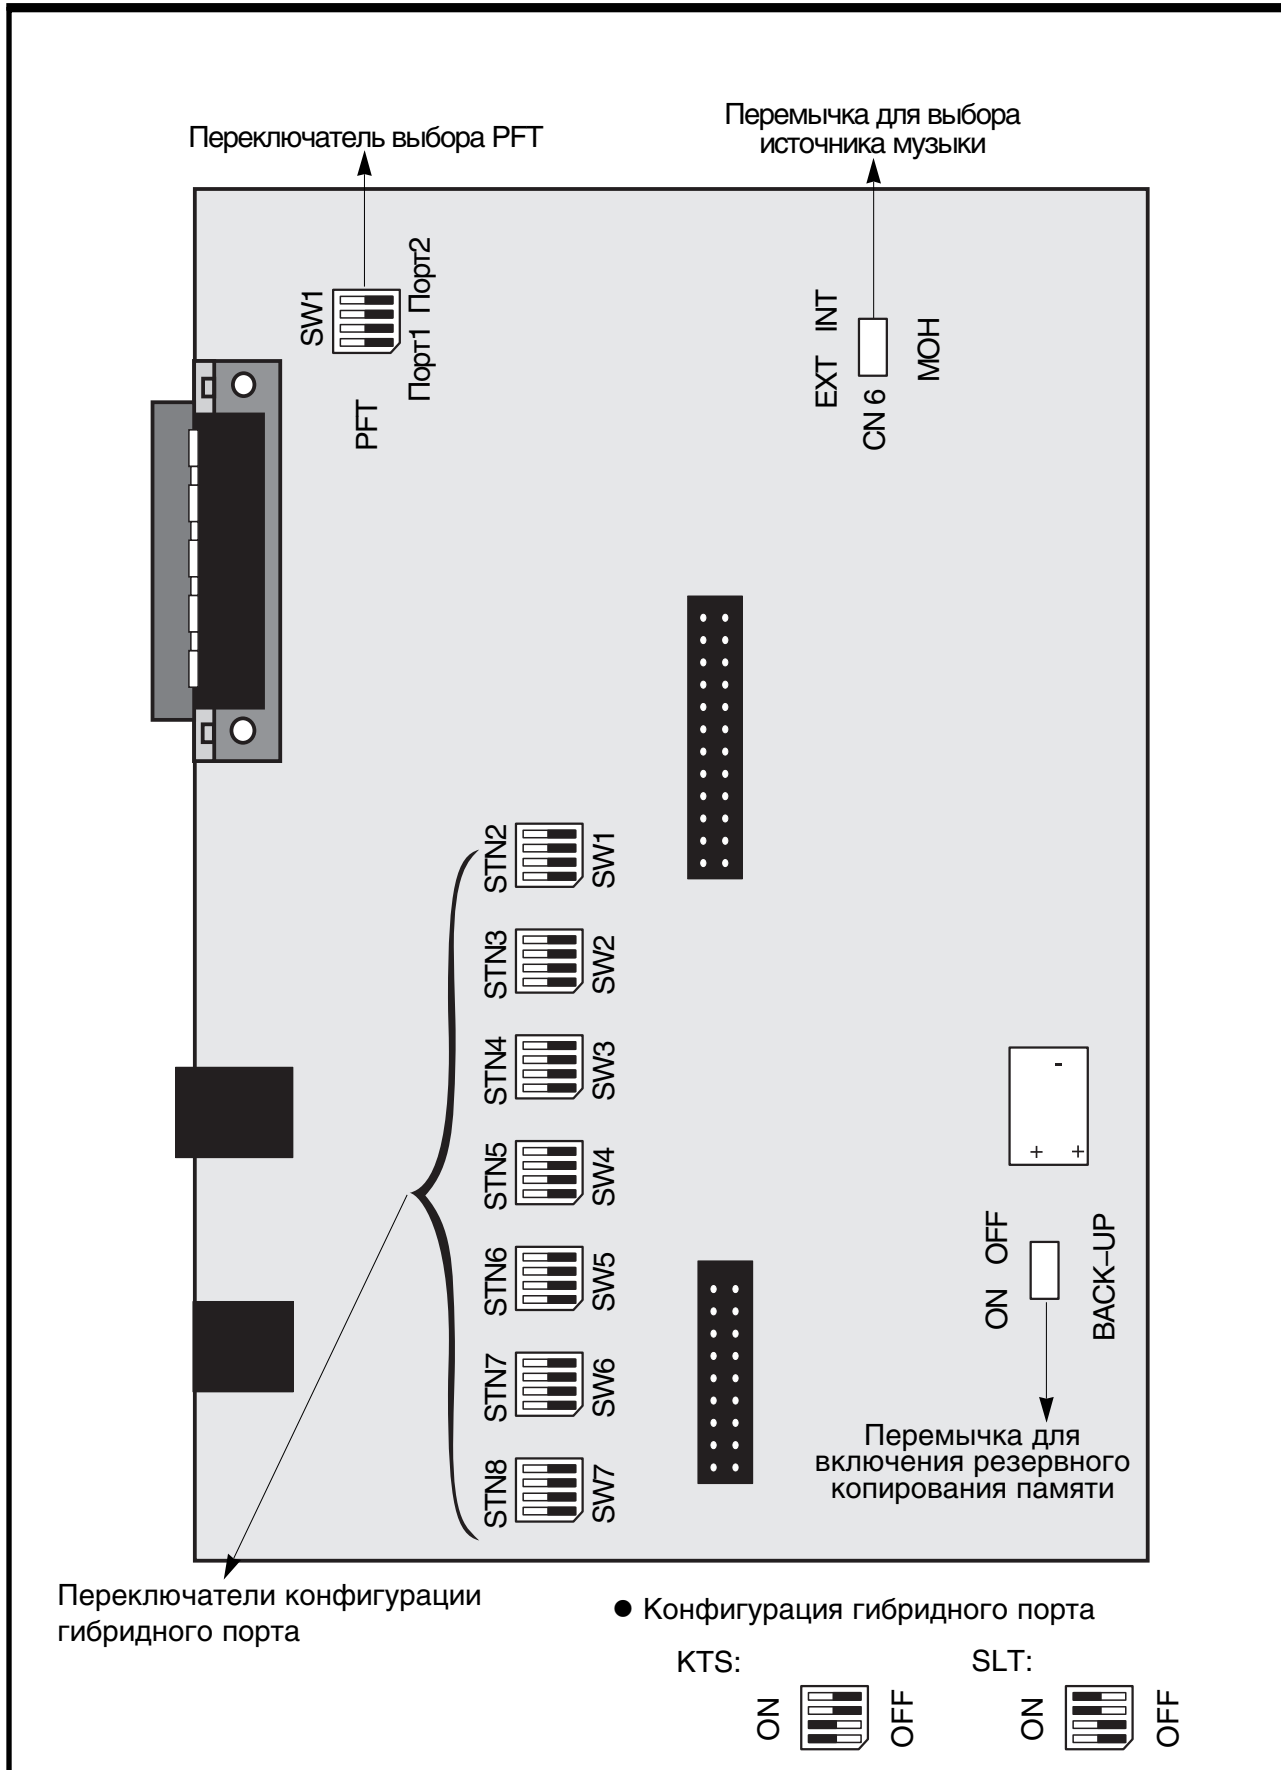 Переключатель выбора PFT
Перемычка для выбора
источника музыки
SW1
Порт1 Порт2
PFT
EXT INT
CN 6
MOH
STN2
SW1
STN3
SW2
STN4
SW3
STN5
SW4
STN6
SW5
STN7
SW6
STN8
SW7
-
+ +
ON OFF
BACK–UP
Перемычка для
включения резервного
копирования памяти
Переключатели конфигурации
гибридного порта
● Конфигурация гибридного порта
KTS:
SLT:
ON
OFF
ON
OFF